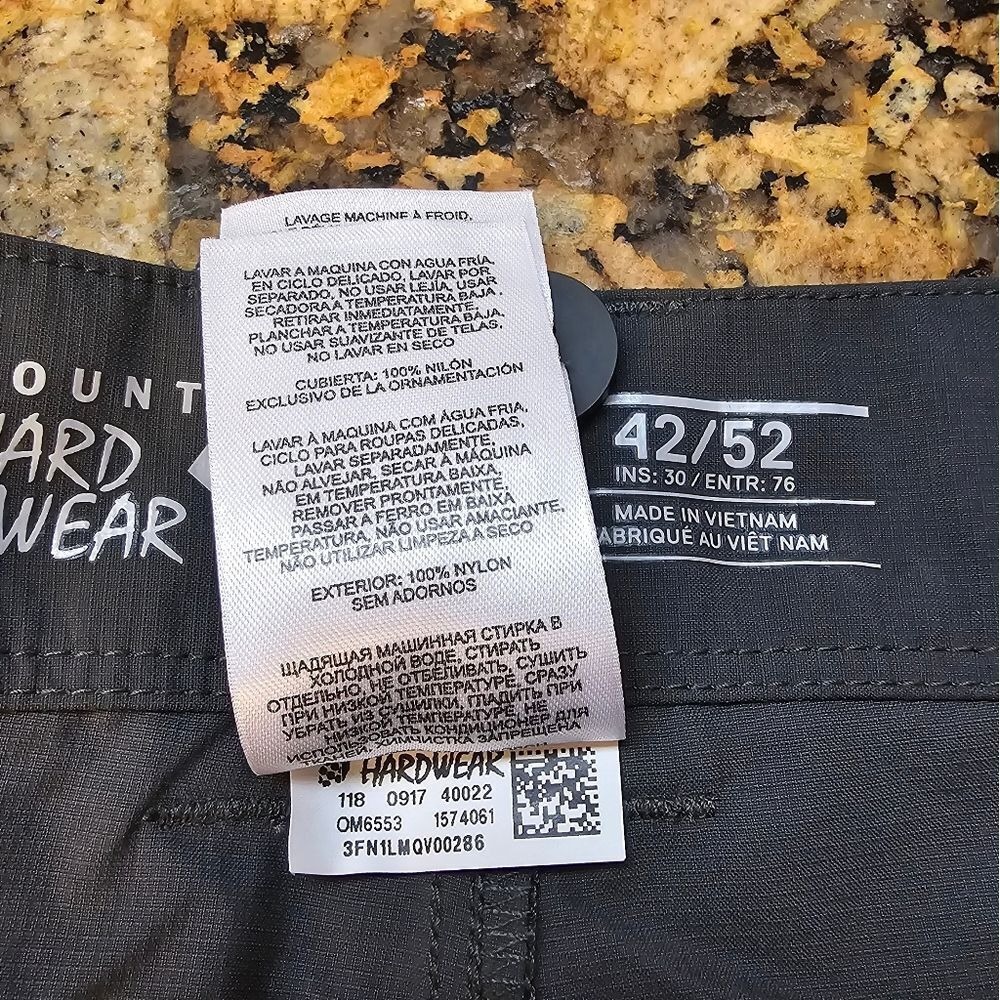 LAVAGE MACHINE À FROID,
LAVAR A MAQUINA CON AGUA FRÍA,
EN CICLO DELICADO, LAVAR POR
SEPARADO, NO USAR LEJÍA, USAR
SECADORA A TEMPERATURA BAJA,
RETIRAR INMEDIATAMENTE,
PLANCHAR A TEMPERATURA BAJA,
NO USAR SUAVIZANTE DE TELAS,
NO LAVAR EN SECO
CUBIERTA: 100% NILÓN
EXCLUSIVO DE LA ORNAMENTACIÓN
LAVAR À MAQUINA COM ÁGUA FRIA,
CICLO PARA ROUPAS DELICADAS,
LAVAR SEPARADAMENTE,
NÃO ALVEJAR, SECAR À MÁQUINA
EM TEMPERATURA BAIXA,
REMOVER PRONTAMENTE,
PASSAR A FERRO EM BAIXA
TEMPERATURA, NÃO USAR AMACIANTE,
NÃO UTILIZAR LIMPEZA A SECO
EXTERIOR: 100% NYLON
SEM ADORNOS
ЩАДЯЩАЯ МАШИННАЯ СТИРКА В
ХОЛОДНОЙ ВОДЕ, СТИРАТЬ
ОТДЕЛЬНО, НЕ ОТБЕЛИВАТЬ, СУШИТЬ
ПРИ НИЗКОЙ ТЕМПЕРАТУРЕ, СРАЗУ
УБРАТЬ ИЗ СУШИЛКИ, ГЛАДИТЬ ПРИ
НИЗКОЙ ТЕМПЕРАТУРЕ, НЕ
ИСПОЛЬЗОВАТЬ КОНДИЦИОНЕР ДЛЯ
ТКАНЕЙ, ХИМЧИСТКА ЗАПРЕЩЕНА
HARDWEAR
118 0917 40022
OM6553 1574061
3FN1LMQV00286
OUNT
ARD
WEAR
42/52
INS: 30 / ENTR: 76
MADE IN VIETNAM
ABRIQUÉ AU VIÊT NAM